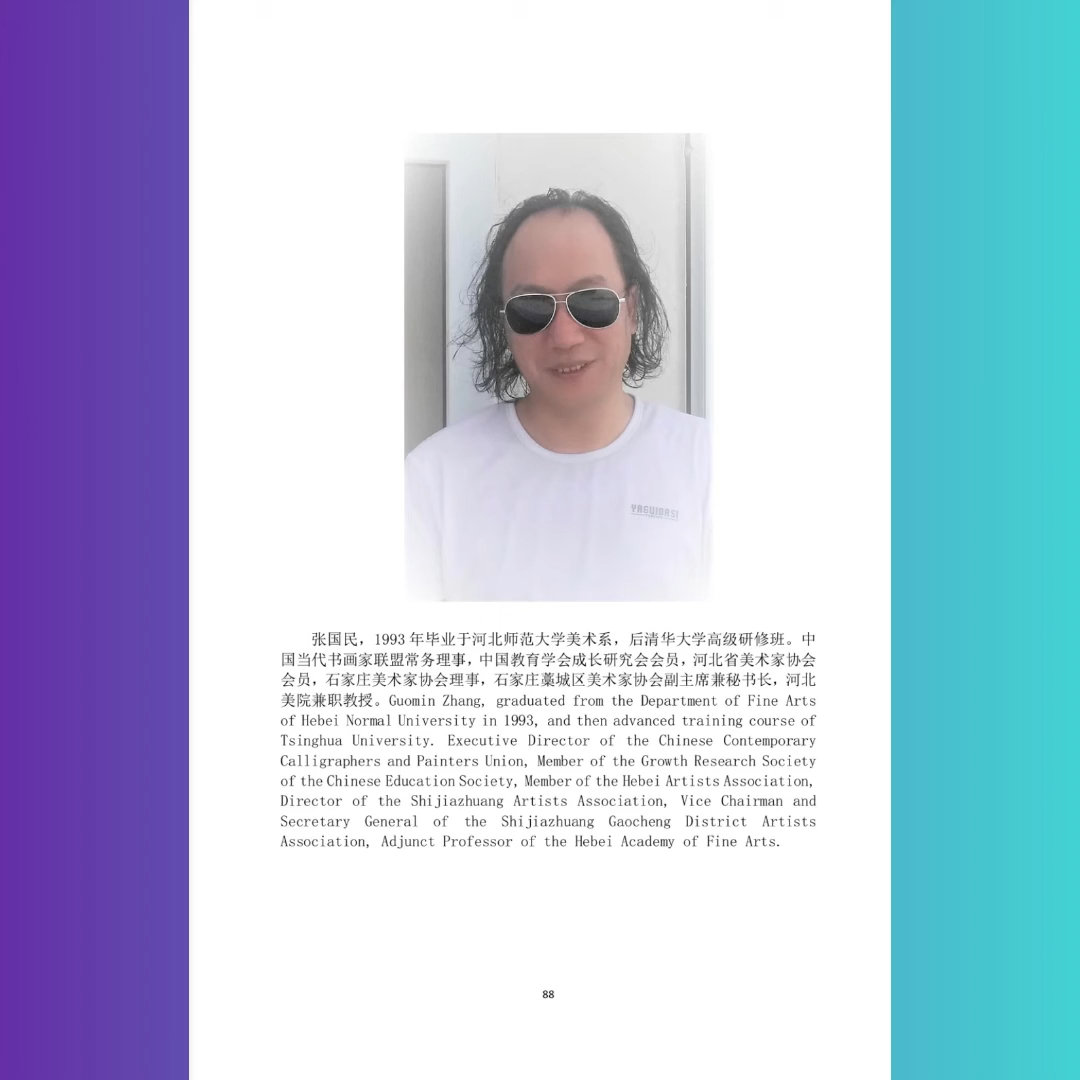 YAGUIDASI
张国民，1993 年毕业于河北师范大学美术系，后清华大学高级研修班。中
国当代书画家联盟常务理事，中国教育学会成长研究会会员，河北省美术家协会
会员，石家庄美术家协会理事，石家庄藁城区美术家协会副主席兼秘书长，河北
美院兼职教授。Guomin Zhang, graduated from the Department of Fine Arts
of Hebei Normal University in 1993, and then advanced training course of
Tsinghua University. Executive Director of the Chinese Contemporary
Calligraphers and Painters Union, Member of the Growth Research Society
of the Chinese Education Society, Member of the Hebei Artists Association,
Director of the Shijiazhuang Artists Association, Vice Chairman and
Secretary General of the Shijiazhuang Gaocheng District Artists
Association, Adjunct Professor of the Hebei Academy of Fine Arts.
88